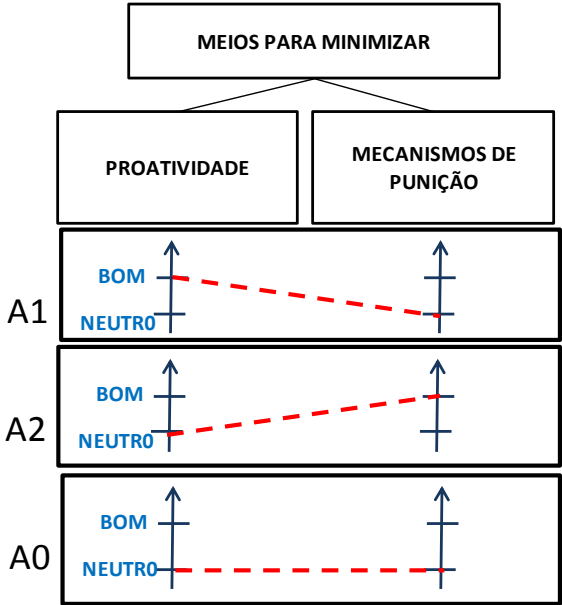 MEIOS PARA MINIMIZAR
PROATIVIDADE
MECANISMOS DE
PUNIÇÃO
A1
BOM
NEUTR0
A2
BOM
NEUTR0
A0
BOM
NEUTR0